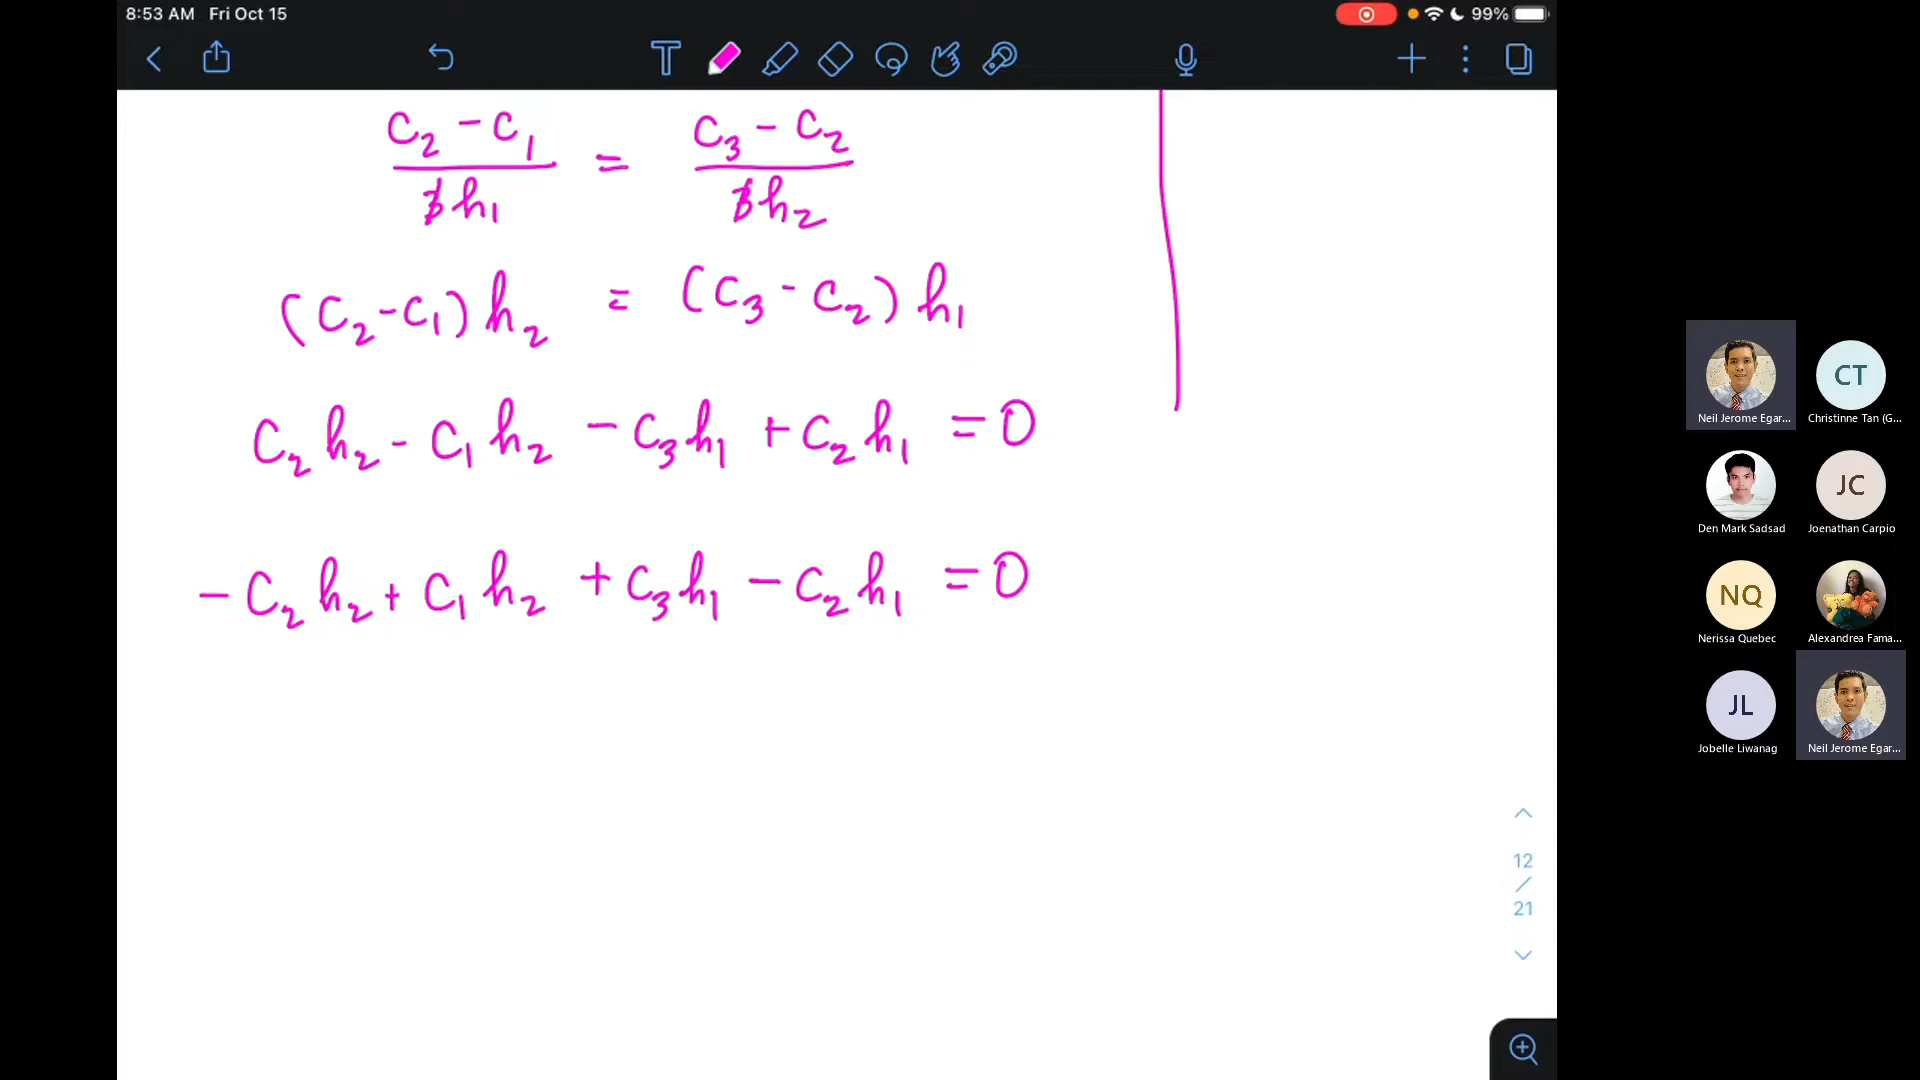 8:53 AM Fri Oct 15
99%
T
C₂ - C₁ / 3h₁ = C₃ - C₂ / 3h₂
(C₂-C₁)h₂ = (C₃-C₂)h₁
C₂h₂ - C₁h₂ - C₃h₁ + C₂h₁ = 0
-C₂h₂ + C₁h₂ + C₃h₁ - C₂h₁ = 0
12
/
21
Neil Jerome Egar...
CT
Christinne Tan (G...
Den Mark Sadsad
JC
Joenathan Carpio
NQ
Nerissa Quebec
Alexandrea Fama...
JL
Jobelle Liwanag
Neil Jerome Egar...